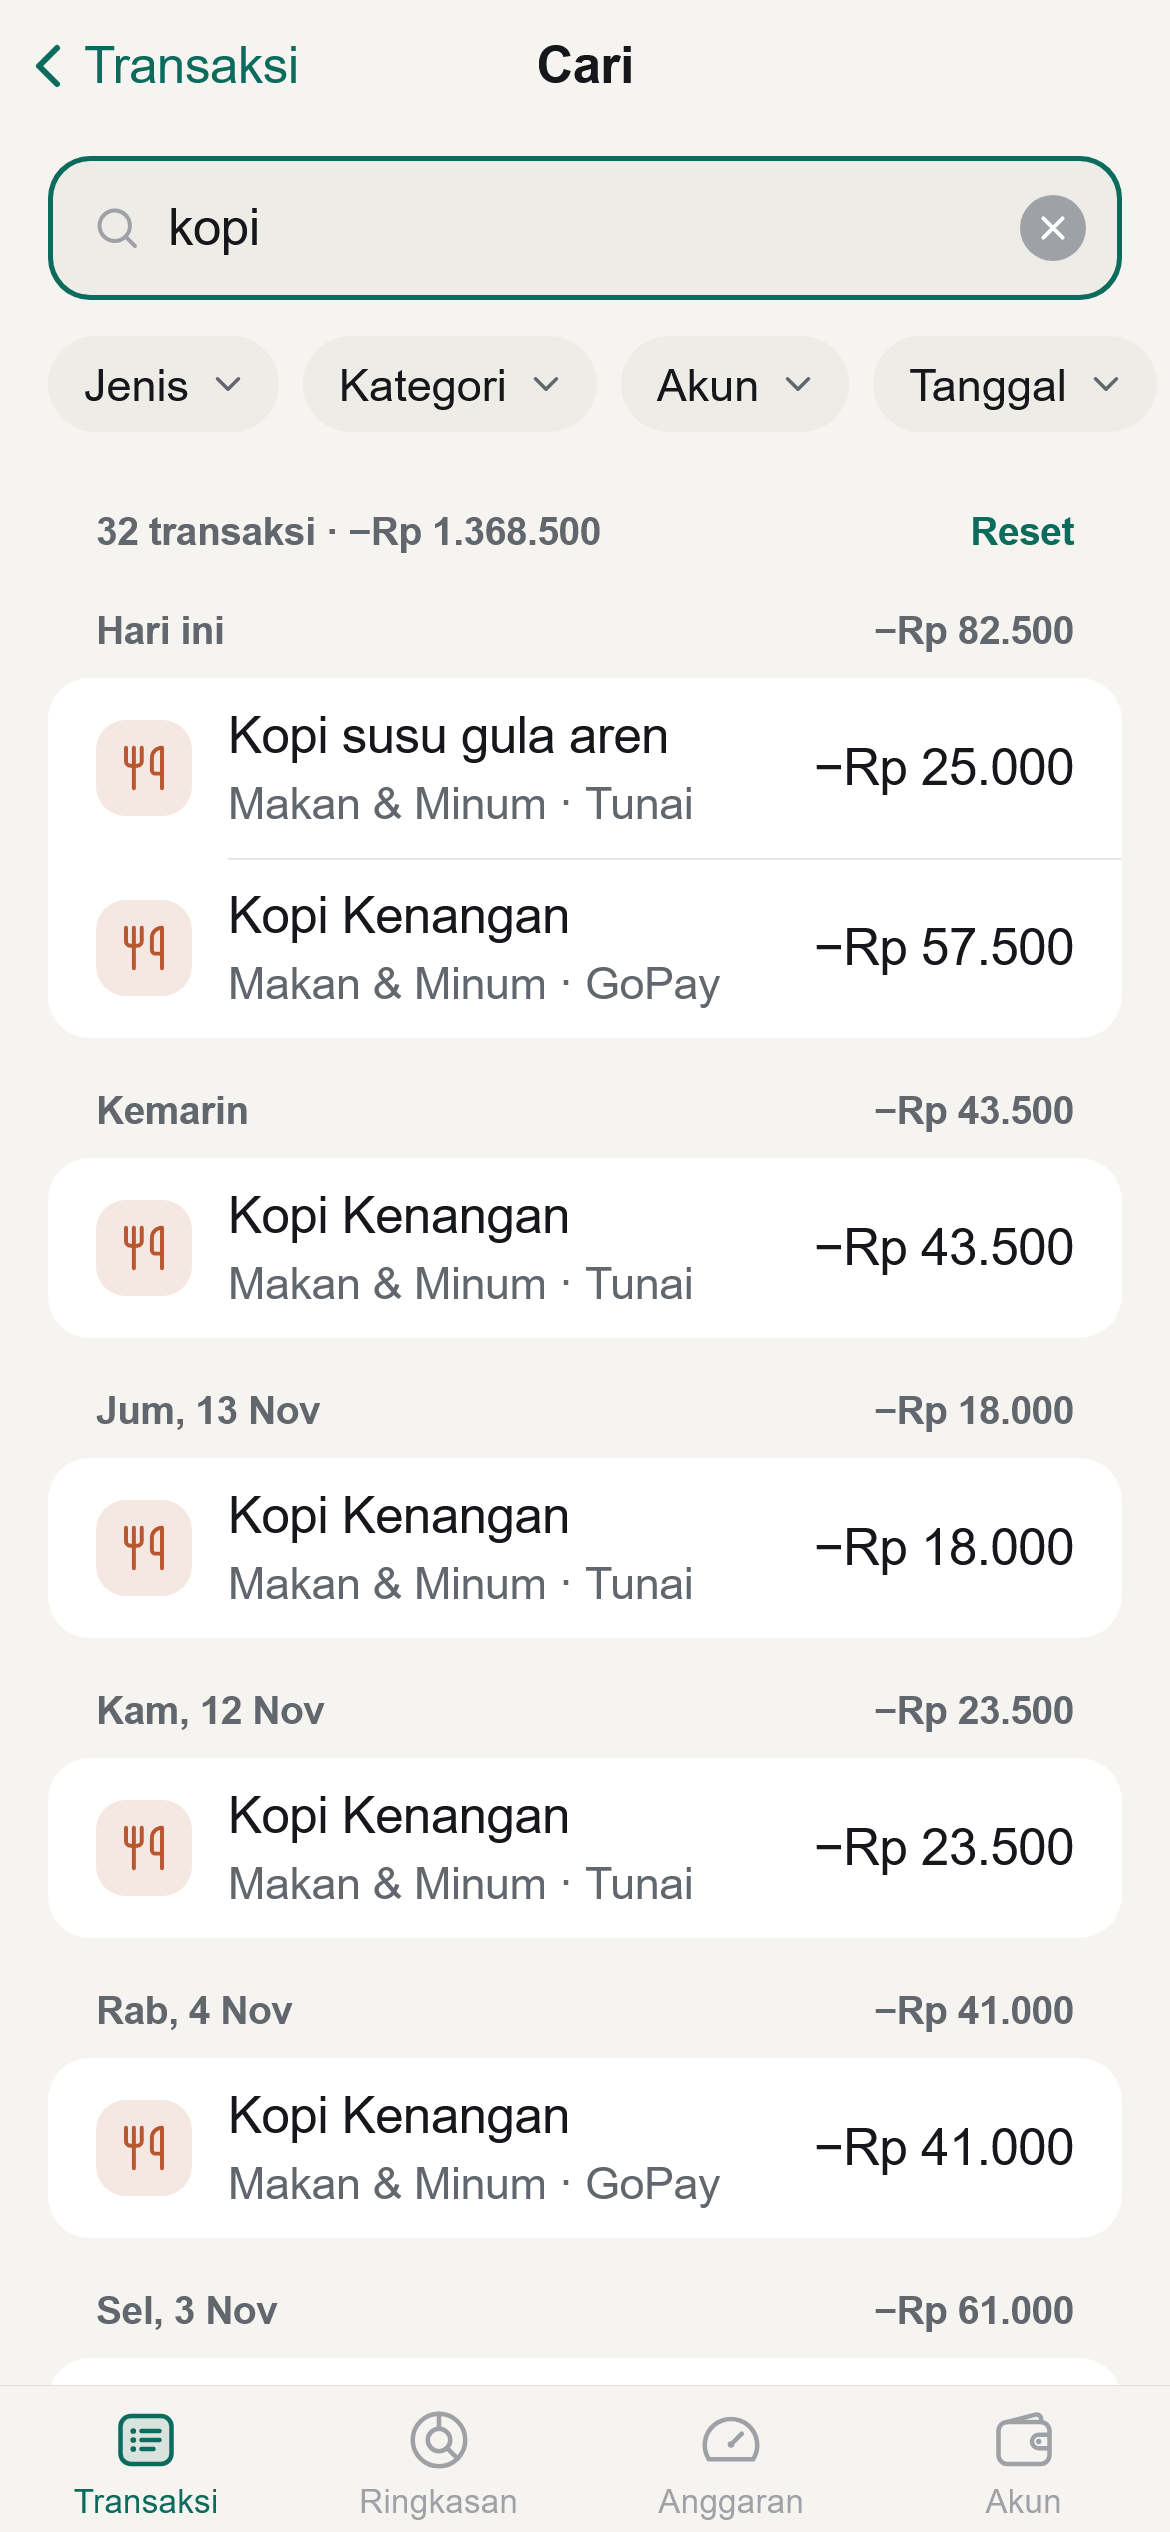 Transaksi
Cari
kopi
Jenis
Kategori
Akun
Tanggal
32 transaksi · −Rp 1.368.500
Reset
Hari ini
−Rp 82.500
Kopi susu gula aren
Makan & Minum · Tunai
−Rp 25.000
Kopi Kenangan
Makan & Minum · GoPay
−Rp 57.500
Kemarin
−Rp 43.500
Kopi Kenangan
Makan & Minum · Tunai
−Rp 43.500
Jum, 13 Nov
−Rp 18.000
Kopi Kenangan
Makan & Minum · Tunai
−Rp 18.000
Kam, 12 Nov
−Rp 23.500
Kopi Kenangan
Makan & Minum · Tunai
−Rp 23.500
Rab, 4 Nov
−Rp 41.000
Kopi Kenangan
Makan & Minum · GoPay
−Rp 41.000
Sel, 3 Nov
−Rp 61.000
Transaksi
Ringkasan
Anggaran
Akun